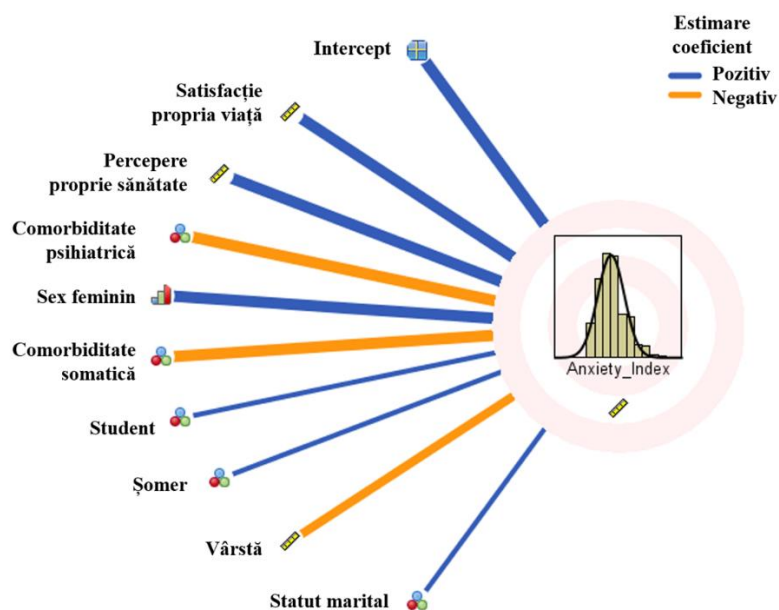 Estimare
coeficient
Pozitiv
Negativ
Intercept
Satisfacție
propria viață
Percepere
proprie sănătate
Comorbiditate
psihiatrică
Sex feminin
Comorbiditate
somatică
Student
Șomer
Vârstă
Statut marital
Anxiety_Index